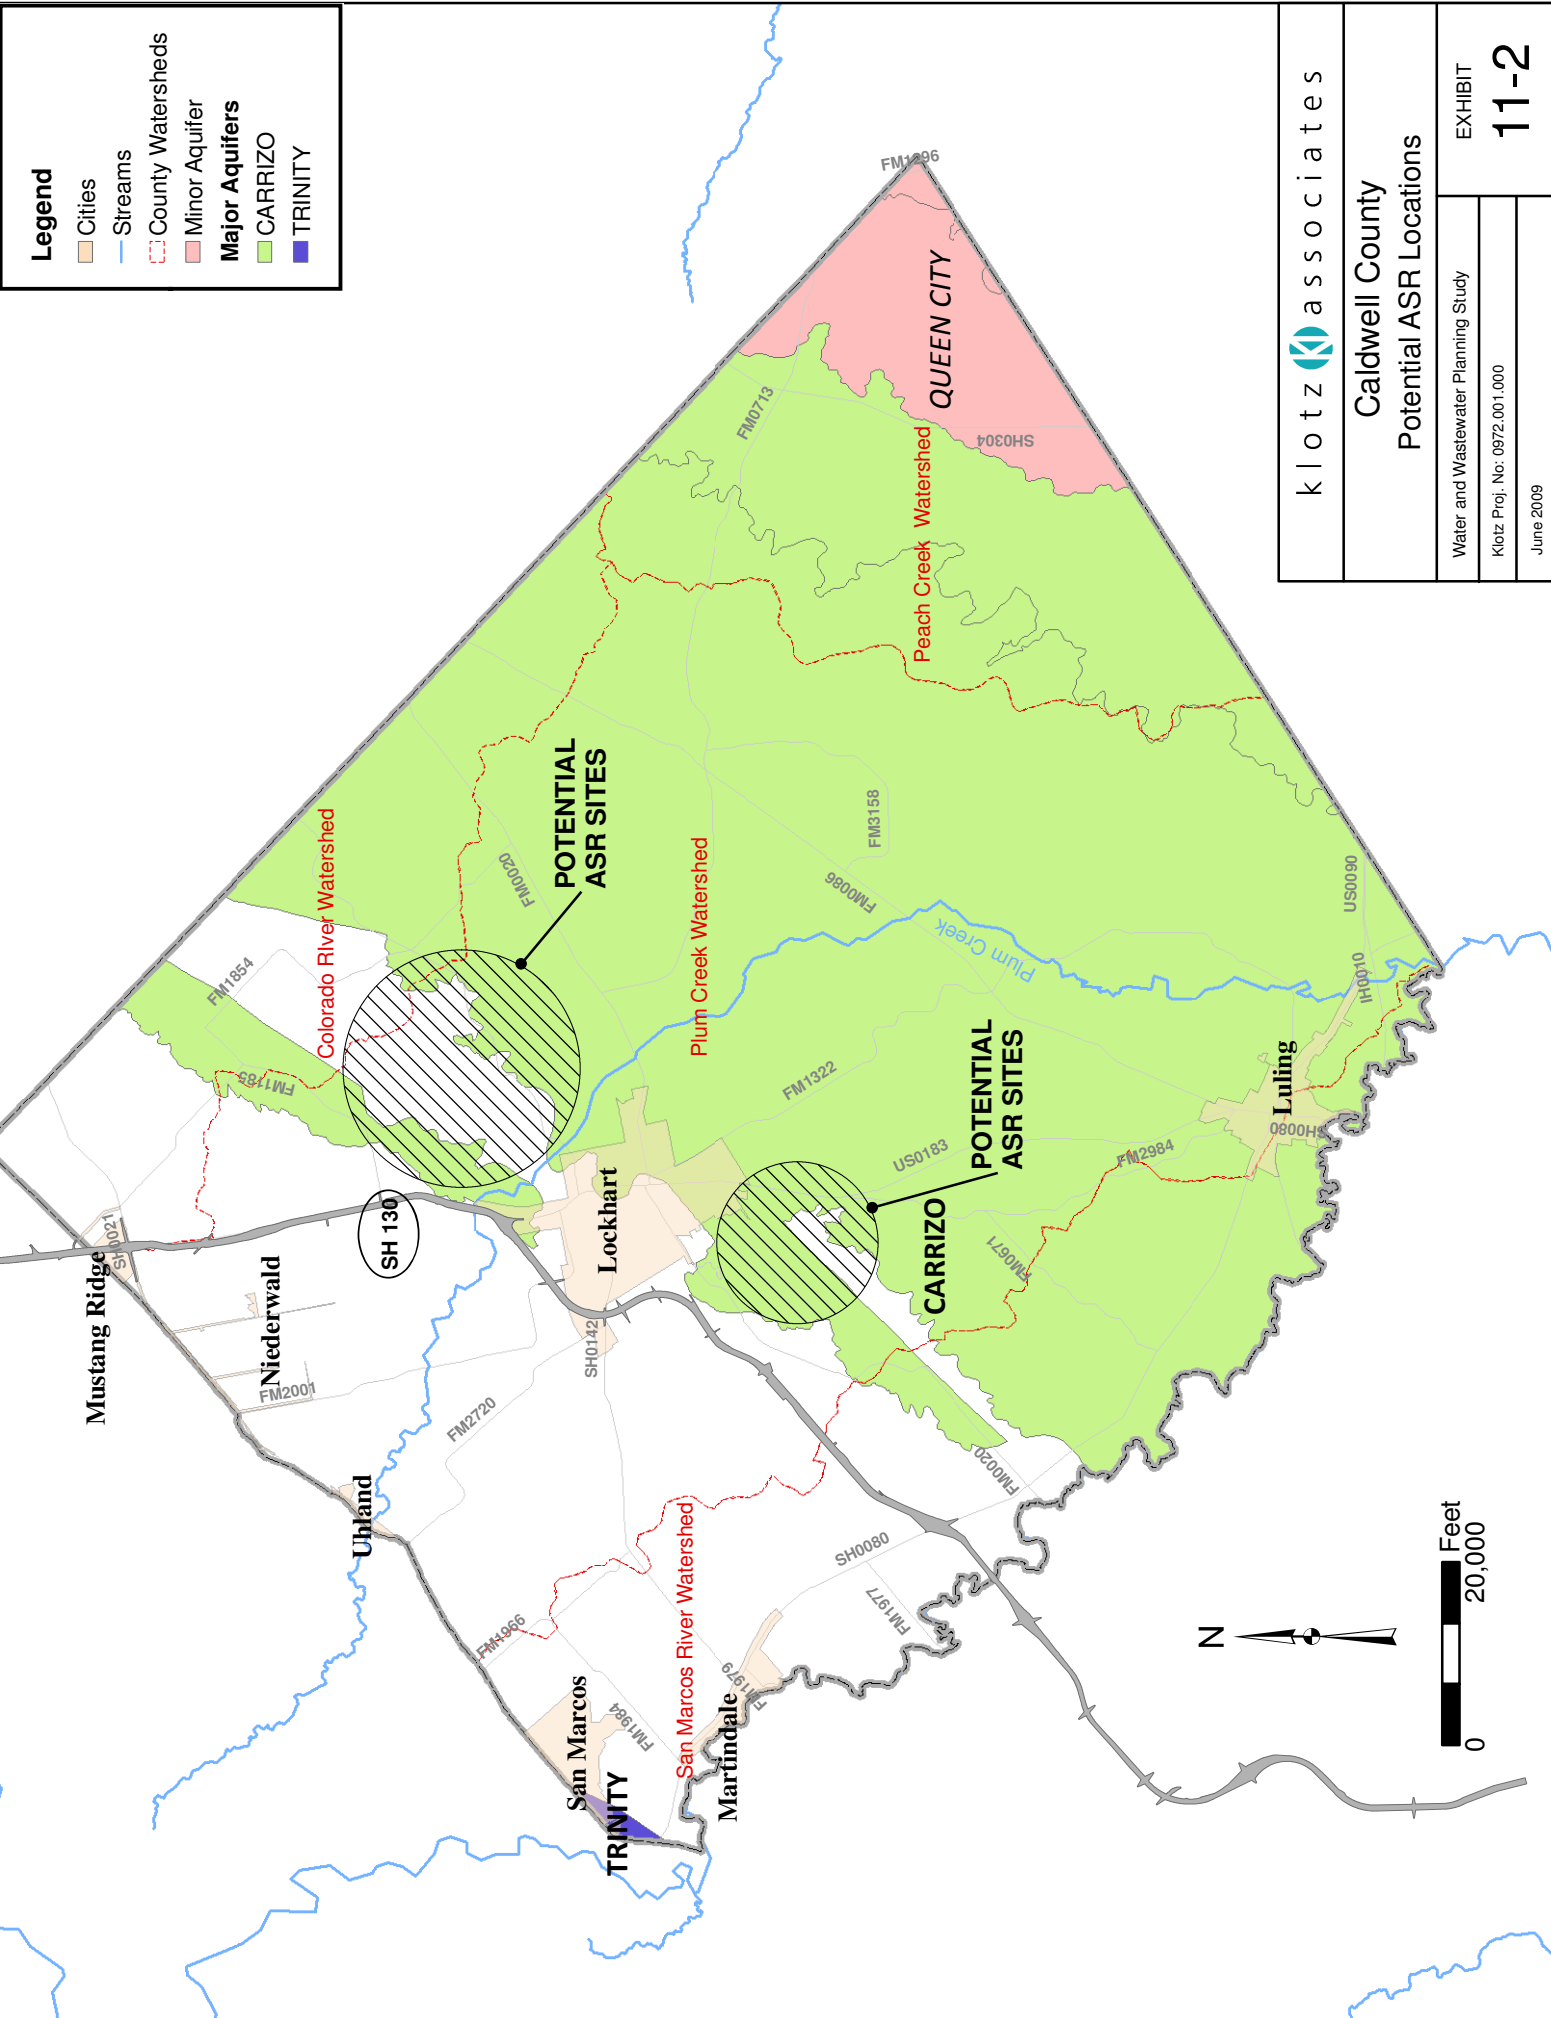 Legend
Cities
Streams
County Watersheds
Minor Aquifer
Major Aquifers
CARRIZO
TRINITY
Mustang Ridge
SH0021
Niederwald
FM2001
Uhland
FM2720
FM1966
San Marcos
TRINITY
FM1984
San Marcos River Watershed
Martindale
FM1979
FM1977
SH0080
SH0142
Lockhart
SH 130
FM1185
FM1854
Colorado River Watershed
POTENTIAL
ASR SITES
FM0020
Plum Creek Watershed
FM0086
FM3158
Plum Creek
FM1322
US0183
POTENTIAL
ASR SITES
CARRIZO
FM0671
FM0020
FM2984
Luling
SH0080
IH0010
US0090
Peach Creek Watershed
FM0713
SH0304
QUEEN CITY
FM1296
N
Feet
0
20,000
klotz associates
Caldwell County
Potential ASR Locations
Water and Wastewater Planning Study
Klotz Proj. No: 0972.001.000
June 2009
EXHIBIT
11-2